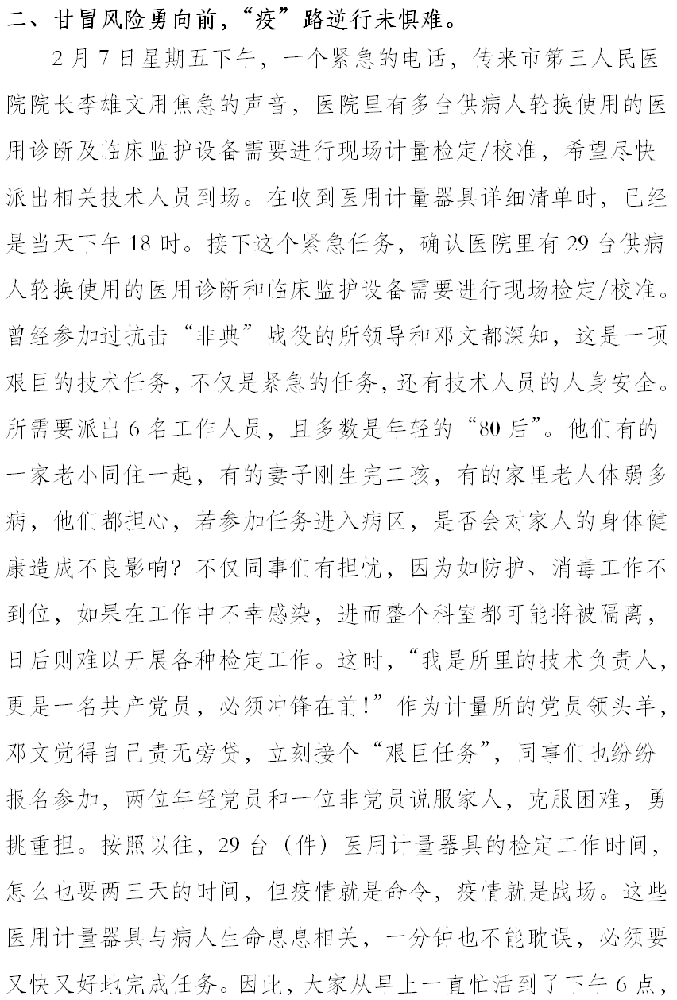 二、甘冒风险勇向前，“疫”路逆行未惧难。
2月7日星期五下午，一个紧急的电话，传来市第三人民医
院院长李雄文用焦急的声音，医院里有多台供病人轮换使用的医
用诊断及临床监护设备需要进行现场计量检定/校准，希望尽快
派出相关技术人员到场。在收到医用计量器具详细清单时，已经
是当天下午18时。接下这个紧急任务，确认医院里有29台供病
人轮换使用的医用诊断和临床监护设备需要进行现场检定/校准。
曾经参加过抗击“非典”战役的所领导和邓文都深知，这是一项
艰巨的技术任务，不仅是紧急的任务，还有技术人员的人身安全。
所需要派出6名工作人员，且多数是年轻的“80后”。他们有的
一家老小同住一起，有的妻子刚生完二孩，有的家里老人体弱多
病，他们都担心，若参加任务进入病区，是否会对家人的身体健
康造成不良影响？不仅同事们有担忧，因为如防护、消毒工作不
到位，如果在工作中不幸感染，进而整个科室都可能将被隔离，
日后则难以开展各种检定工作。这时，“我是所里的技术负责人，
更是一名共产党员，必须冲锋在前！”作为计量所的党员领头羊，
邓文觉得自己责无旁贷，立刻接个“艰巨任务”，同事们也纷纷
报名参加，两位年轻党员和一位非党员说服家人，克服困难，勇
挑重担。按照以往，29台（件）医用计量器具的检定工作时间，
怎么也要两三天的时间，但疫情就是命令，疫情就是战场。这些
医用计量器具与病人生命息息相关，一分钟也不能耽误，必须要
又快又好地完成任务。因此，大家从早上一直忙活到了下午6点，